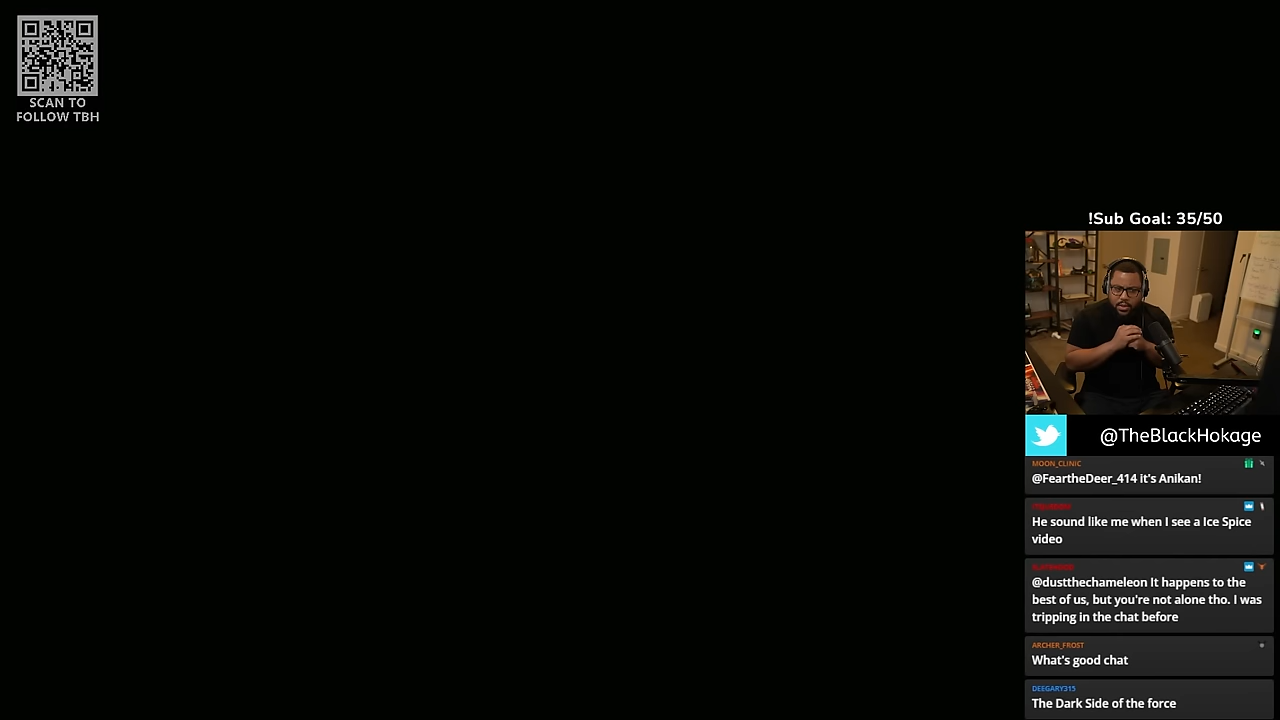 SCAN TO
FOLLOW TBH
!Sub Goal: 35/50
@TheBlackHokage
MOON_CLINIC
@FeartheDeer_414 it's Anikan!
He sound like me when I see a Ice Spice
video
@dustthechameleon It happens to the
best of us, but you're not alone tho. I was
tripping in the chat before
ARCHER_FROST
What's good chat
DEEGARY315
The Dark Side of the force